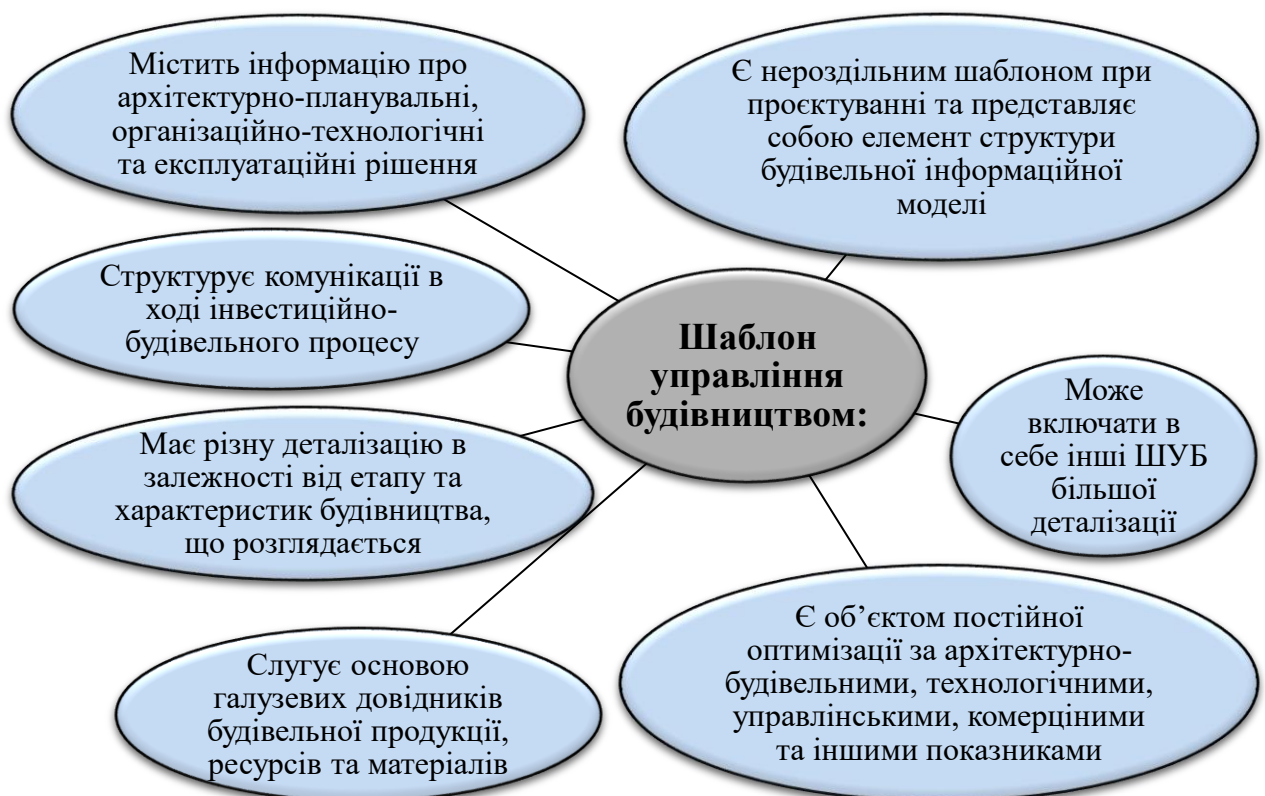 Містить інформацію про
архітектурно-планувальні,
організаційно-технологічні
та експлуатаційні рішення
Є нероздільним шаблоном при
проєктуванні та представляє
собою елемент структури
будівельної інформаційної
моделі
Структурує комунікації в
ході інвестиційно-
будівельного процесу
Шаблон
управління
будівництвом:
Може
включати в
себе інші ШУБ
більшої
деталізації
Має різну деталізацію в
залежності від етапу та
характеристик будівництва,
що розглядається
Слугує основою
галузевих довідників
будівельної продукції,
ресурсів та матеріалів
Є об’єктом постійної
оптимізації за архітектурно-
будівельними, технологічними,
управлінськими, комерціними
та іншими показниками